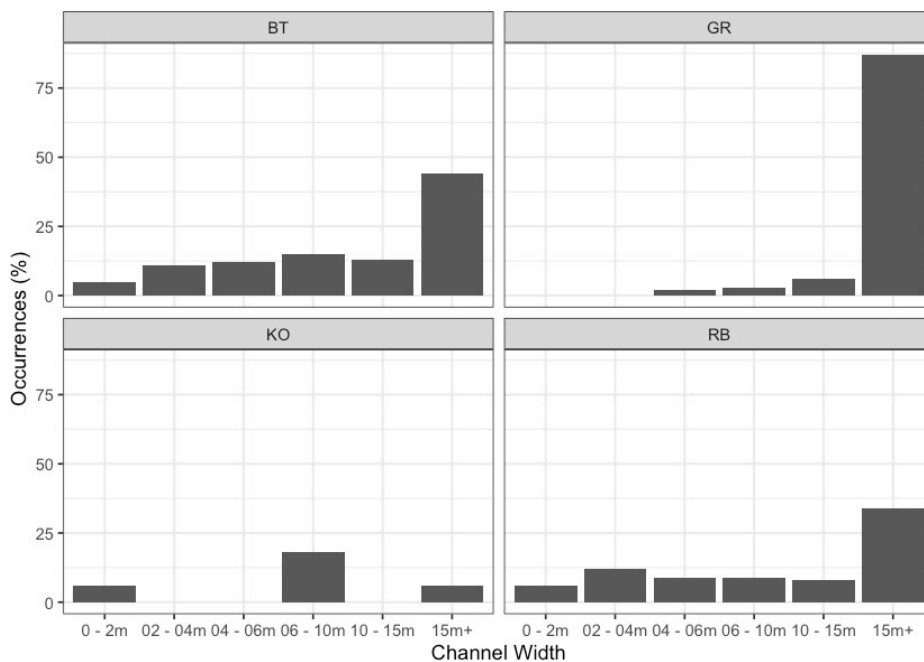 BT
GR
75
50
25
0
KO
RB
75
50
25
0
Occurrences (%)
0 - 2m 02 - 04m 04 - 06m 06 - 10m 10 - 15m 15m+
0 - 2m 02 - 04m 04 - 06m 06 - 10m 10 - 15m 15m+
Channel Width